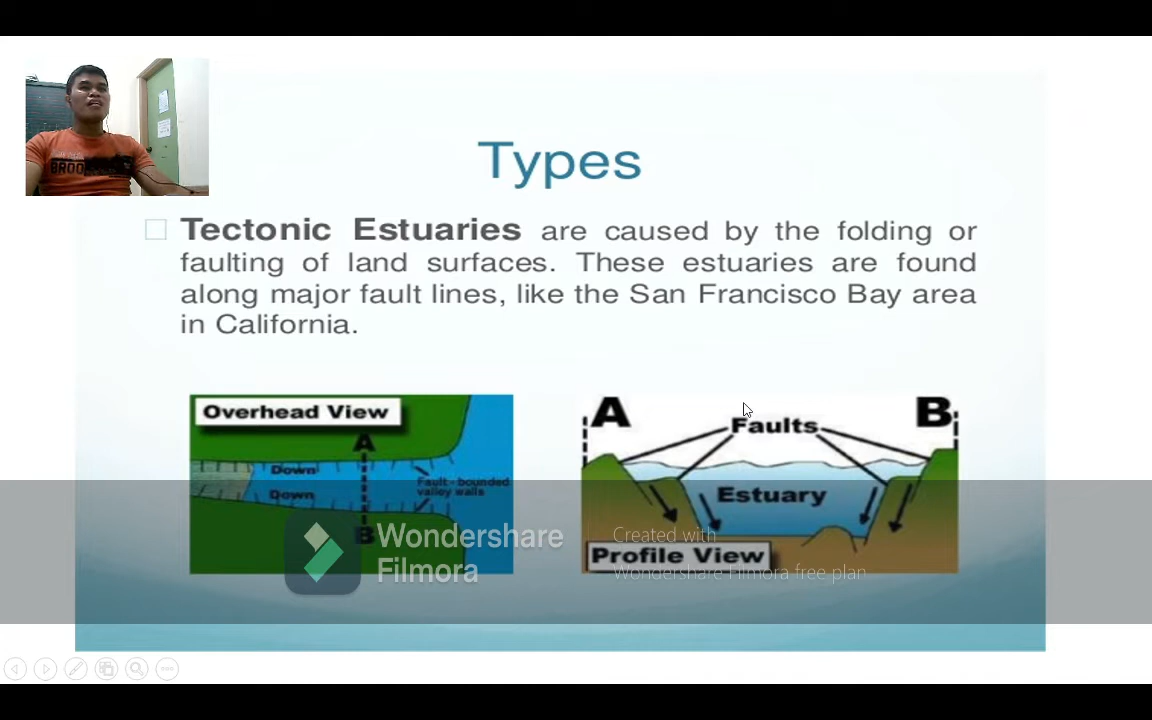 Types
Tectonic Estuaries are caused by the folding or
faulting of land surfaces. These estuaries are found
along major fault lines, like the San Francisco Bay area
in California.
Overhead View
A
Down
Down
Fault - bounded
valley walls
B
A
B
Faults
Estuary
Profile View
Wondershare
Filmora
Created with
Wondershare Filmora free plan